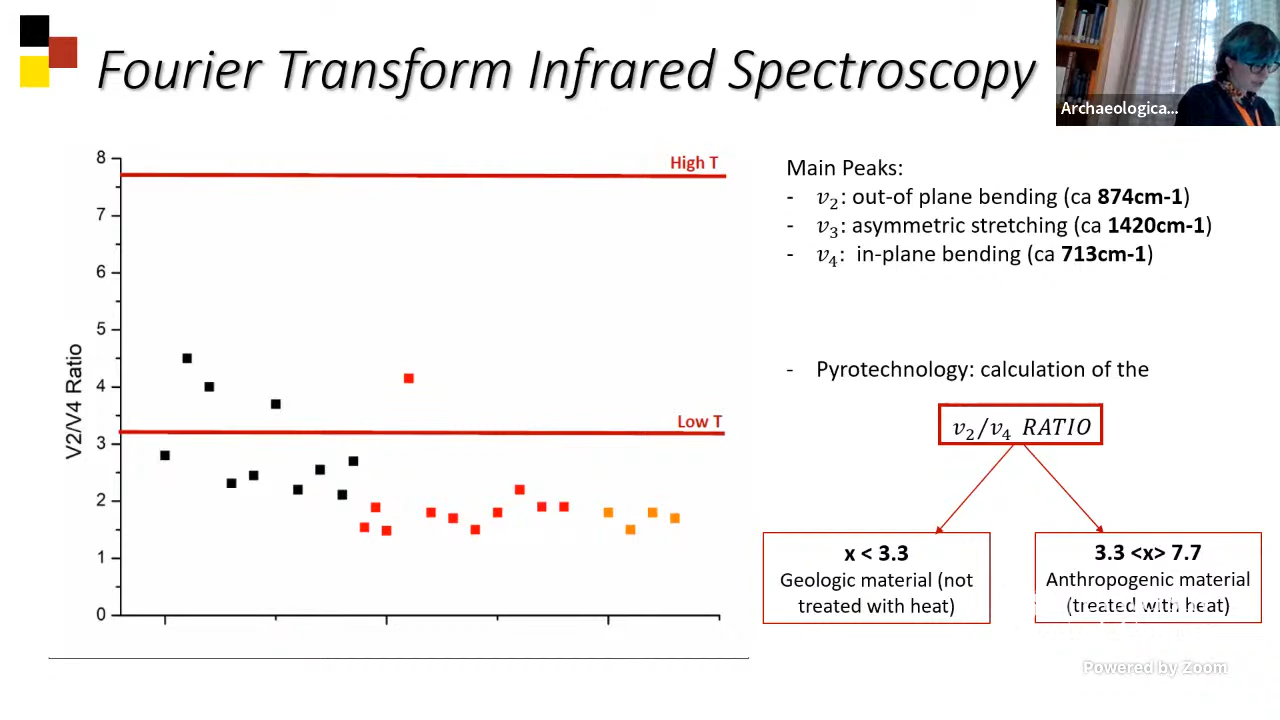 Fourier Transform Infrared Spectroscopy
Archaeologica...
8
7
6
5
4
3
2
1
0
V2/V4 Ratio
High T
Low T
Main Peaks:
- 𝑣₂: out-of plane bending (ca 874cm-1)
- 𝑣₃: asymmetric stretching (ca 1420cm-1)
- 𝑣₄: in-plane bending (ca 713cm-1)
- Pyrotechnology: calculation of the
𝑣₂/𝑣₄ RATIO
x < 3.3
Geologic material (not
treated with heat)
3.3 <x> 7.7
Anthropogenic material
(treated with heat)
Powered by Zoom